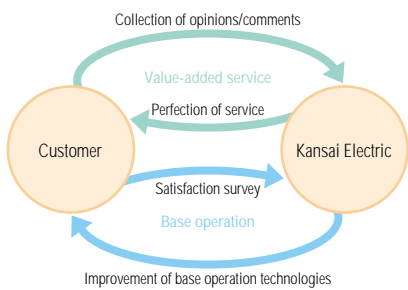 Collection of opinions/comments
Value-added service
Perfection of service
Customer
Kansai Electric
Satisfaction survey
Base operation
Improvement of base operation technologies